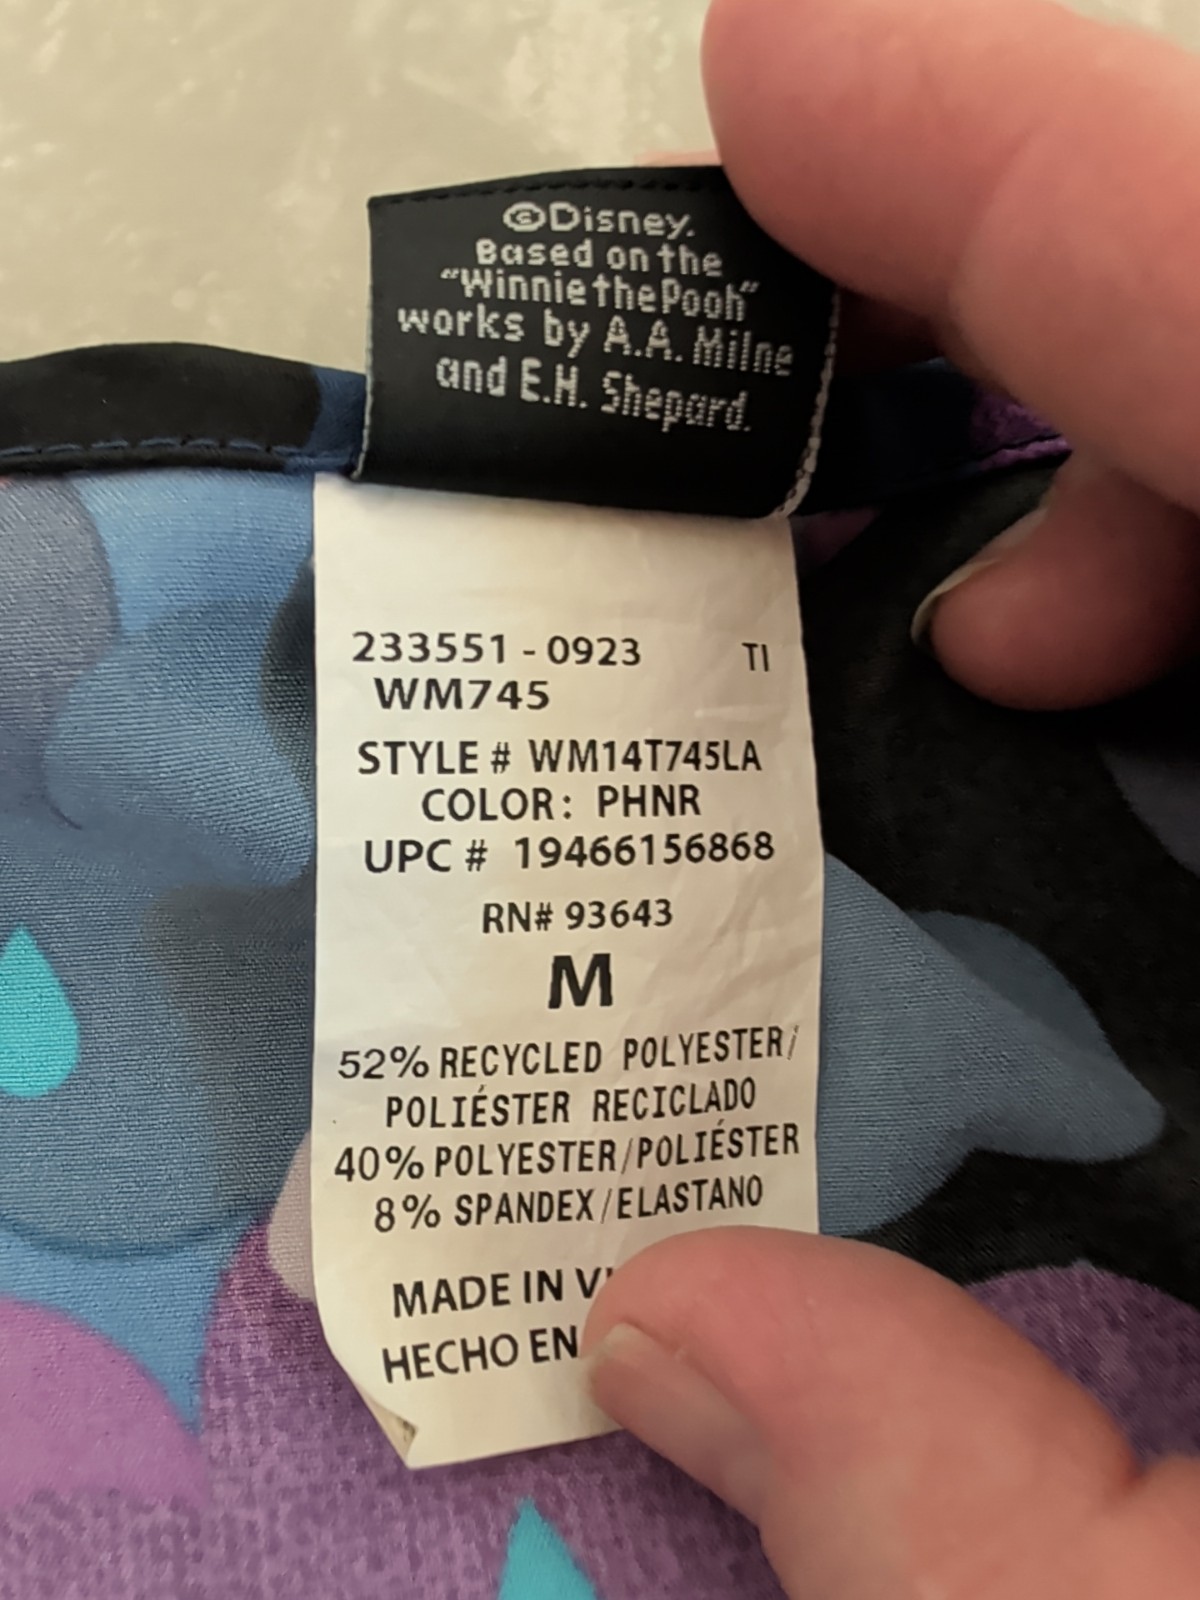 ©Disney.
Based on the
"Winnie the Pooh"
works by A.A. Milne
and E.H. Shepard.
233551 - 0923 TI
WM745
STYLE # WM14T745LA
COLOR: PHNR
UPC # 19466156868
RN# 93643
M
52% RECYCLED POLYESTER/
POLIÉSTER RECICLADO
40% POLYESTER/POLIÉSTER
8% SPANDEX/ELASTANO
MADE IN
HECHO EN